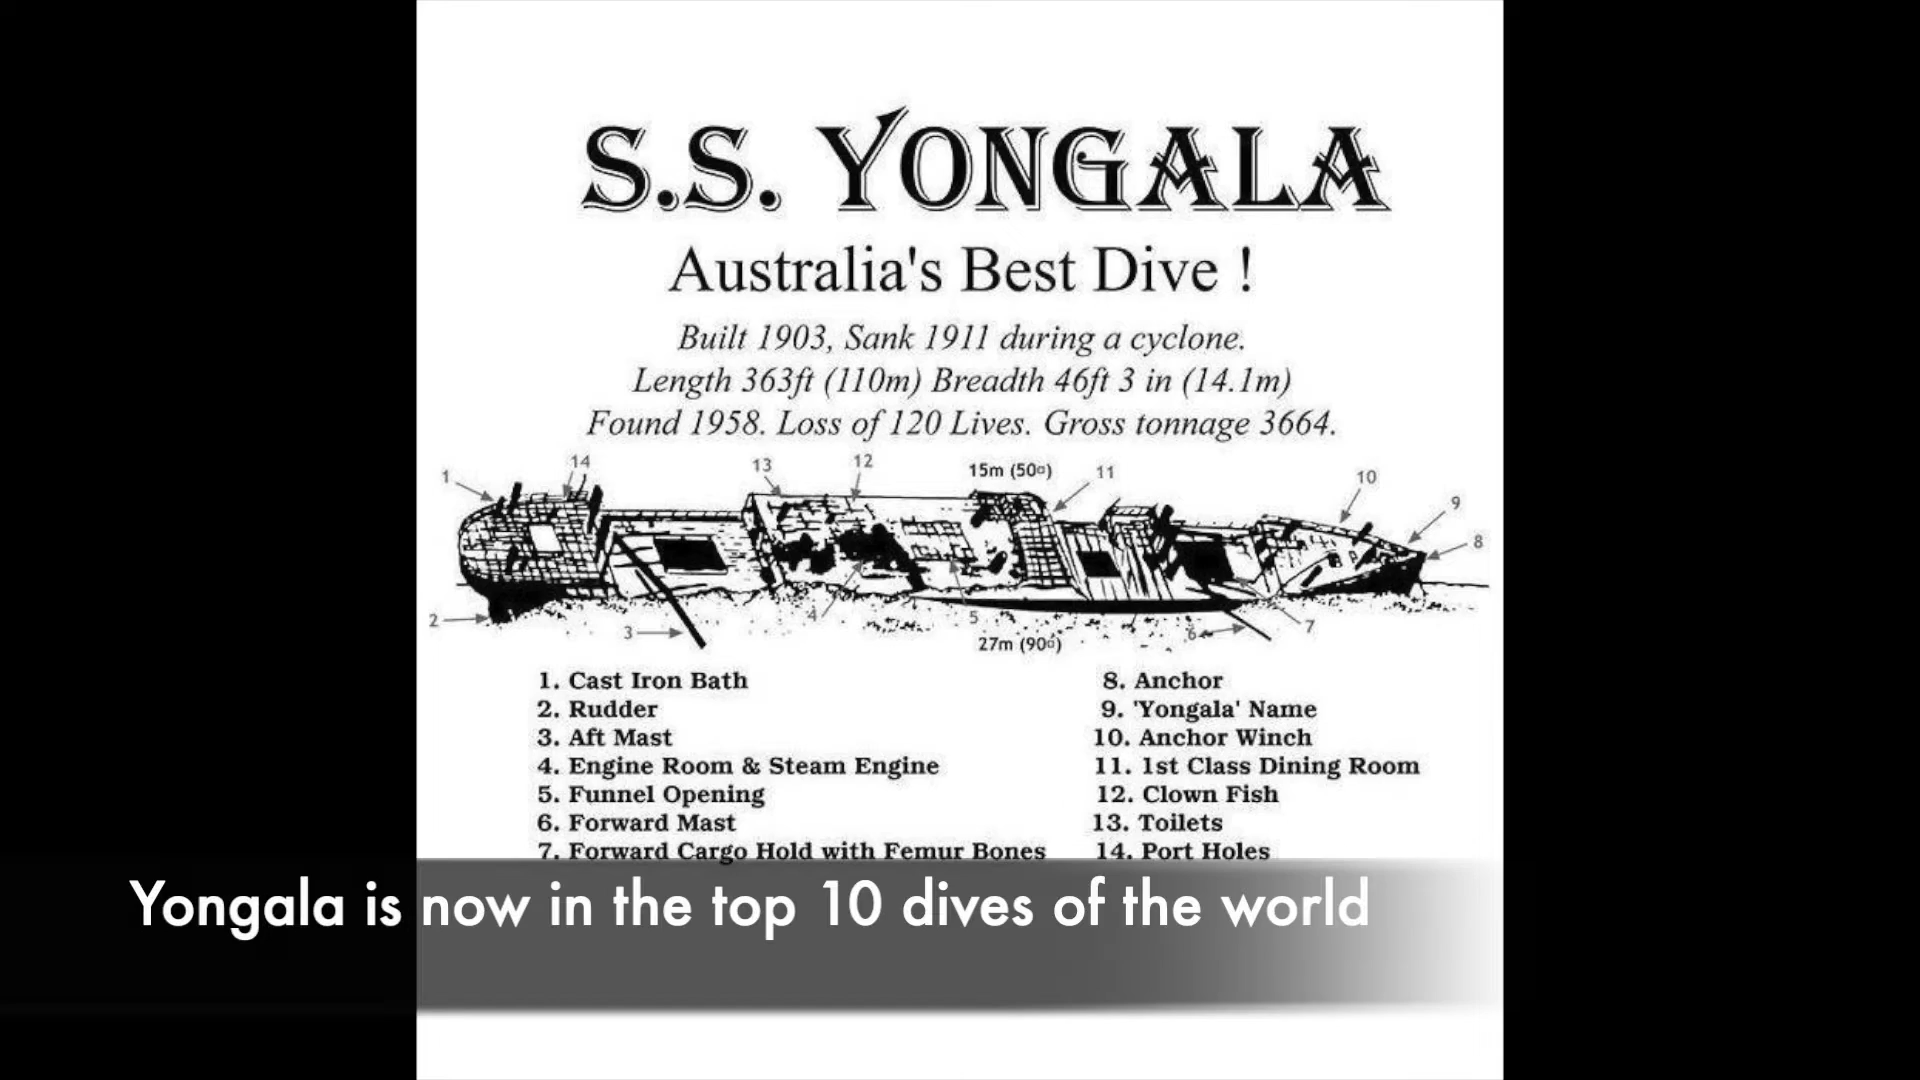 S.S. YONGALA
Australia's Best Dive !
Built 1903, Sank 1911 during a cyclone.
Length 363ft (110m) Breadth 46ft 3 in (14.1m)
Found 1958. Loss of 120 Lives. Gross tonnage 3664.
1
14
13
12
15m (50¤)
11
10
9
8
2
3
4
5
27m (90¤)
6
7
1. Cast Iron Bath
2. Rudder
3. Aft Mast
4. Engine Room & Steam Engine
5. Funnel Opening
6. Forward Mast
7. Forward Cargo Hold with Femur Bones
8. Anchor
9. 'Yongala' Name
10. Anchor Winch
11. 1st Class Dining Room
12. Clown Fish
13. Toilets
14. Port Holes
Yongala is now in the top 10 dives of the world